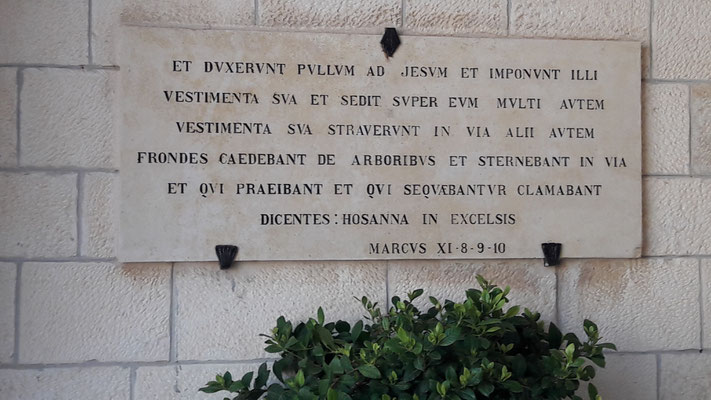 ET DVXERVNT PVLLVM AD JESVM ET IMPONVNT ILLI
VESTIMENTA SVA ET SEDIT SVPER EVM MVLTI AVTEM
VESTIMENTA SVA STRAVERVNT IN VIA ALII AVTEM
FRONDES CAEDEBANT DE ARBORIBVS ET STERNEBANT IN VIA
ET QVI PRAEIBANT ET QVI SEQVÆBANTVR CLAMABANT
DICENTES : HOSANNA IN EXCELSIS
MARCVS XI-8-9-10